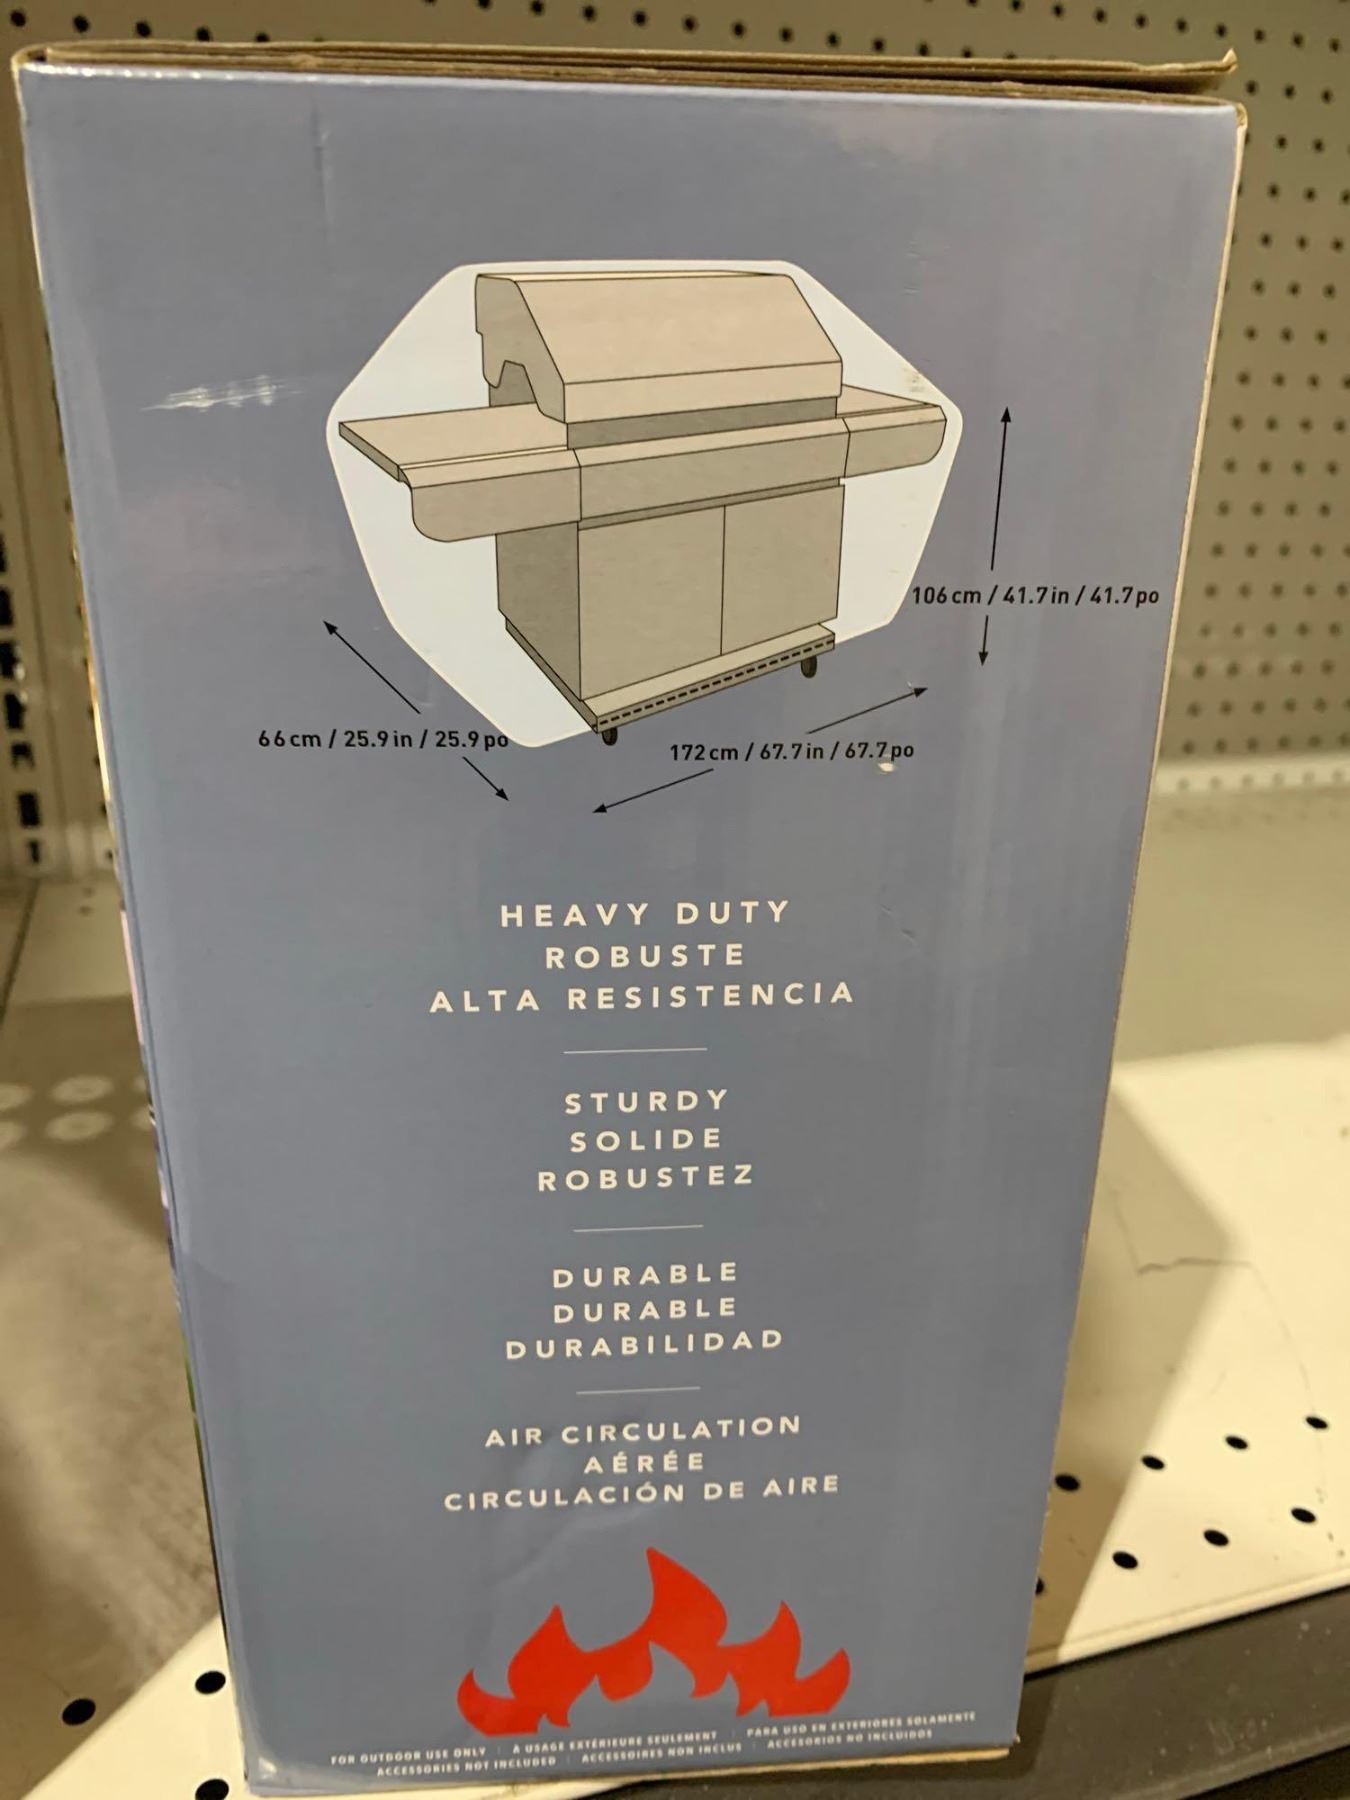 106 cm / 41.7 in / 41.7 po
66 cm / 25.9 in / 25.9 po
172 cm / 67.7 in / 67.7 po
HEAVY DUTY
ROBUSTE
ALTA RESISTENCIA
STURDY
SOLIDE
ROBUSTEZ
DURABLE
DURABLE
DURABILIDAD
AIR CIRCULATION
AÉRÉE
CIRCULACIÓN DE AIRE
FOR OUTDOOR USE ONLY | A USAGE EXTÉRIEURE SEULEMENT | PARA USO EN EXTERIORES SOLAMENTE
ACCESSORIES NOT INCLUDED | ACCESSOIRES NON INCLUS | ACCESORIOS NO INCLUIDOS